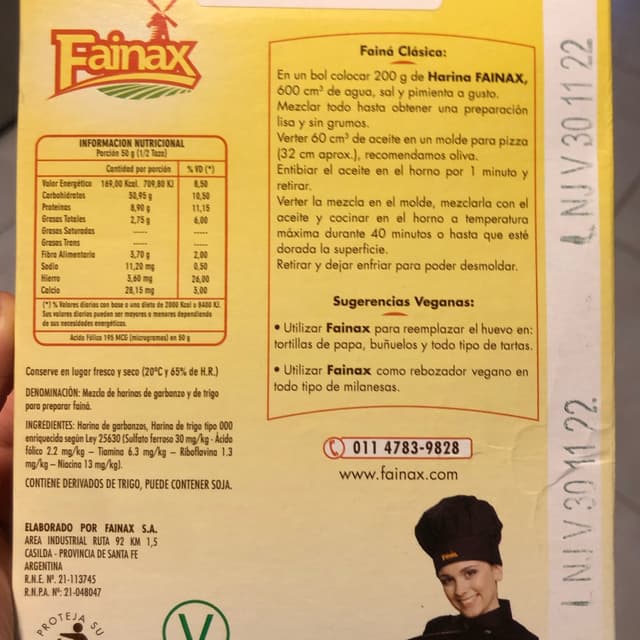 Fainax
INFORMACION NUTRICIONAL
Porción 50 g (1/2 Taza)
Cantidad por porción % VD (*)
Valor Energético 169,00 Kcal. 709,80 KJ 8,50
Carbohidratos 30,95 g 10,50
Proteínas 8,90 g 11,15
Grasas Totales 2,75 g 6,00
Grasas Saturadas ----- -----
Grasas Trans ----- -----
Fibra Alimentaria 3,70 g 2,00
Sodio 11,20 mg 0,50
Hierro 3,60 mg 26,00
Calcio 28,15 mg 3,00
(*) % Valores diarios con base a una dieta de 2000 Kcal u 8400 KJ.
Sus valores diarios pueden ser mayores o menores dependiendo
de sus necesidades energéticas.
Acido Fólico 195 MCG (microgramos) en 50 g
Conserve en lugar fresco y seco (20ºC y 65% de H.R.)
DENOMINACIÓN: Mezcla de harinas de garbanzo y de trigo
para preparar fainá.
INGREDIENTES: Harina de garbanzos, Harina de trigo tipo 000
enriquecida según Ley 25630 (Sulfato ferroso 30 mg/kg - Ácido
fólico 2.2 mg/kg – Tiamina 6.3 mg/kg - Riboflavina 1.3
mg/kg – Niacina 13 mg/kg).
CONTIENE DERIVADOS DE TRIGO, PUEDE CONTENER SOJA.
ELABORADO POR FAINAX S.A.
AREA INDUSTRIAL RUTA 92 KM 1,5
CASILDA - PROVINCIA DE SANTA FE
ARGENTINA
R.N.E. Nº. 21-113745
R.N.P.A. Nº: 21-048047
PROTEJA SU
V
Fainá Clásica:
En un bol colocar 200 g de Harina FAINAX,
600 cm³ de agua, sal y pimienta a gusto.
Mezclar todo hasta obtener una preparación
lisa y sin grumos.
Verter 60 cm³ de aceite en un molde para pizza
(32 cm aprox.), recomendamos oliva.
Entibiar el aceite en el horno por 1 minuto y
retirar.
Verter la mezcla en el molde, mezclarla con el
aceite y cocinar en el horno a temperatura
máxima durante 40 minutos o hasta que esté
dorada la superficie.
Retirar y dejar enfriar para poder desmoldar.
Sugerencias Veganas:
• Utilizar Fainax para reemplazar el huevo en:
tortillas de papa, buñuelos y todo tipo de tartas.
• Utilizar Fainax como rebozador vegano en
todo tipo de milanesas.
011 4783-9828
www.fainax.com
L NJ V 30 11 22
L NJ V 30 11 22